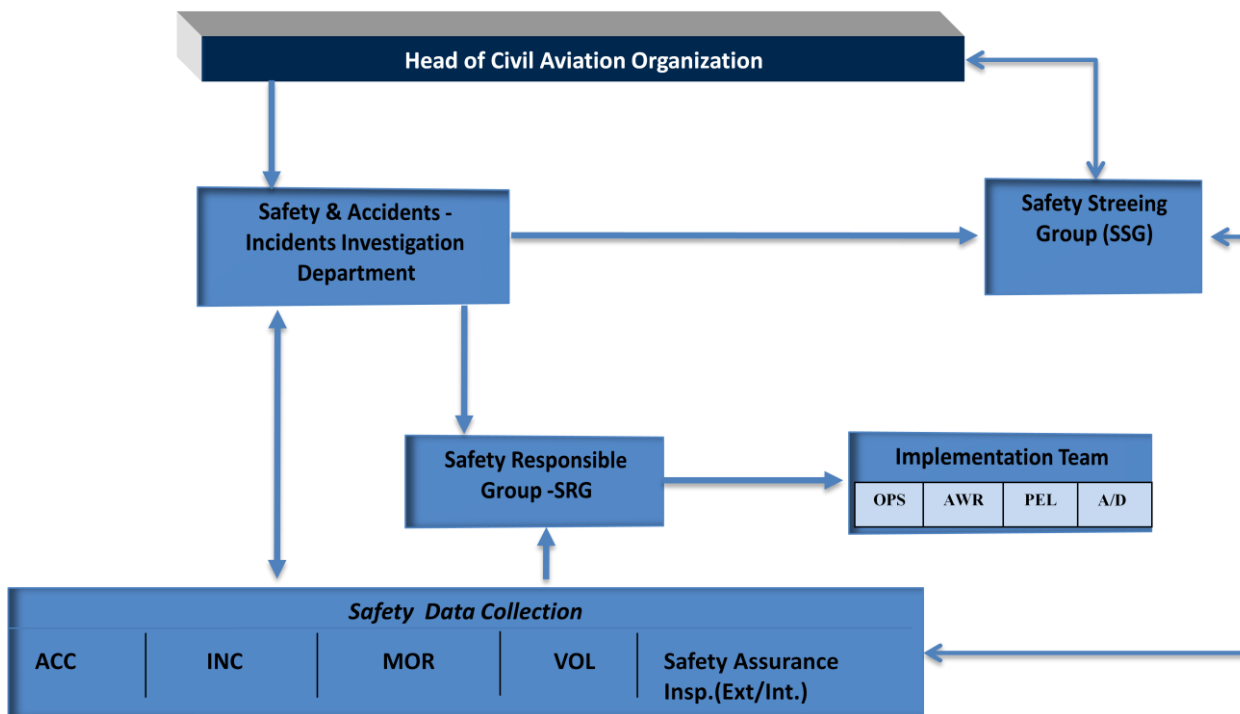 Head of Civil Aviation Organization
Safety & Accidents -
Incidents Investigation
Department
Safety Streeing
Group (SSG)
Safety Responsible
Group -SRG
Implementation Team
OPS AWR PEL A/D
Safety Data Collection
ACC INC MOR VOL Safety Assurance
Insp.(Ext/Int.)